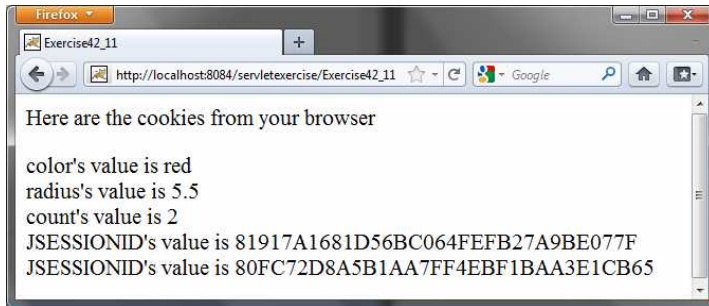 Firefox
Exercise42_11
http://localhost:8084/servletexercise/Exercise42_11
Google
Here are the cookies from your browser
color's value is red
radius's value is 5.5
count's value is 2
JSESSIONID's value is 81917A1681D56BC064FEFB27A9BE077F
JSESSIONID's value is 80FC72D8A5B1AA7FF4EBF1BAA3E1CB65